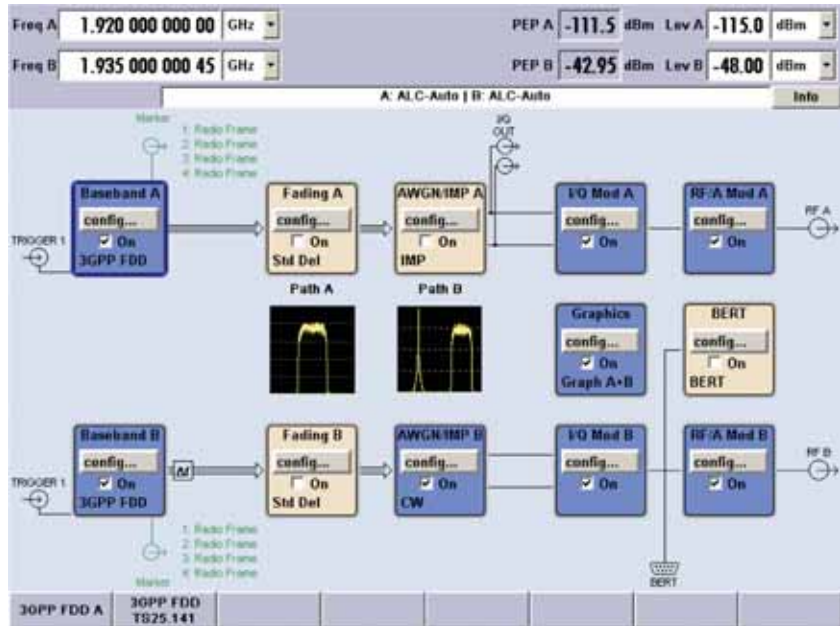 Freq A 1.920 000 000 00 GHz PEP A -111.5 dBm Lev A -115.0 dBm
Freq B 1.935 000 000 45 GHz PEP B -42.95 dBm Lev B -48.00 dBm
A: ALC-Auto | B: ALC-Auto Info
Marker
1: Radio Frame
2: Radio Frame
3: Radio Frame
4: Radio Frame
I/Q
OUT
Baseband A
config...
On
3GPP FDD
TRIGGER 1
Fading A
config...
On
Std Del
AWGN/IMP A
config...
On
IMP
I/Q Mod A
config...
On
RF/A Mod A
config...
On
RF A
Path A
Path B
Graphics
config...
On
Graph A+B
BERT
config...
On
BERT
Baseband B
config...
On
3GPP FDD
TRIGGER 1
Fading B
config...
On
Std Del
AWGN/IMP B
config...
On
CW
I/Q Mod B
config...
On
RF/A Mod B
config...
On
RF B
1: Radio Frame
2: Radio Frame
3: Radio Frame
4: Radio Frame
Marker
BERT
3GPP FDD A
3GPP FDD
TS25.141